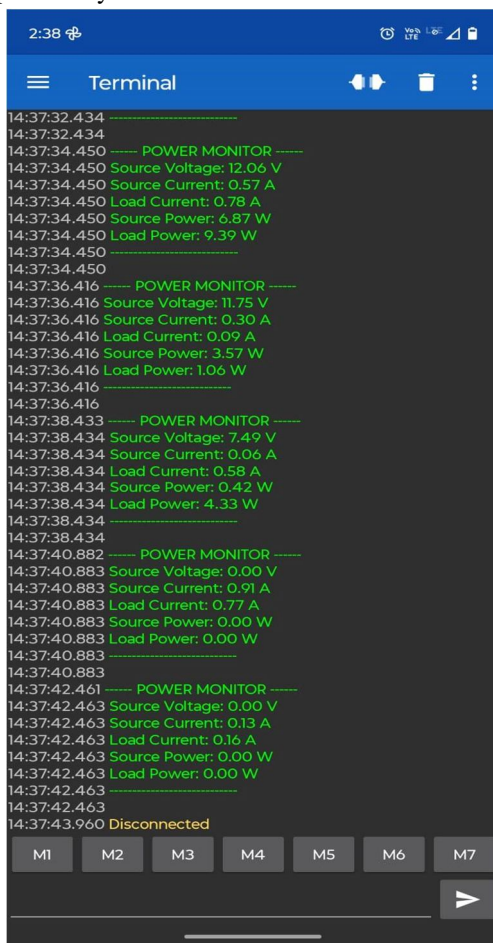 2:38
Vo))
LTE LTE
Terminal
14:37:32.434 ----------------------------
14:37:32.434
14:37:34.450 ------ POWER MONITOR ------
14:37:34.450 Source Voltage: 12.06 V
14:37:34.450 Source Current: 0.57 A
14:37:34.450 Load Current: 0.78 A
14:37:34.450 Source Power: 6.87 W
14:37:34.450 Load Power: 9.39 W
14:37:34.450 ----------------------------
14:37:34.450
14:37:36.416 ------ POWER MONITOR ------
14:37:36.416 Source Voltage: 11.75 V
14:37:36.416 Source Current: 0.30 A
14:37:36.416 Load Current: 0.09 A
14:37:36.416 Source Power: 3.57 W
14:37:36.416 Load Power: 1.06 W
14:37:36.416 ----------------------------
14:37:36.416
14:37:38.433 ------ POWER MONITOR ------
14:37:38.434 Source Voltage: 7.49 V
14:37:38.434 Source Current: 0.06 A
14:37:38.434 Load Current: 0.58 A
14:37:38.434 Source Power: 0.42 W
14:37:38.434 Load Power: 4.33 W
14:37:38.434 ----------------------------
14:37:38.434
14:37:40.882 ------ POWER MONITOR ------
14:37:40.883 Source Voltage: 0.00 V
14:37:40.883 Source Current: 0.91 A
14:37:40.883 Load Current: 0.77 A
14:37:40.883 Source Power: 0.00 W
14:37:40.883 Load Power: 0.00 W
14:37:40.883 ----------------------------
14:37:40.883
14:37:42.461 ------ POWER MONITOR ------
14:37:42.463 Source Voltage: 0.00 V
14:37:42.463 Source Current: 0.13 A
14:37:42.463 Load Current: 0.16 A
14:37:42.463 Source Power: 0.00 W
14:37:42.463 Load Power: 0.00 W
14:37:42.463 ----------------------------
14:37:42.463
14:37:43.960 Disconnected
M1 M2 M3 M4 M5 M6 M7